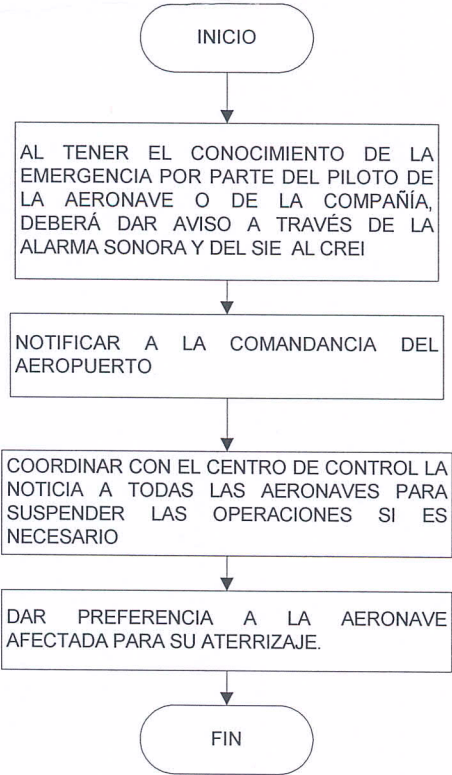 INICIO
AL TENER EL CONOCIMIENTO DE LA
EMERGENCIA POR PARTE DEL PILOTO DE
LA AERONAVE O DE LA COMPAÑÍA,
DEBERÁ DAR AVISO A TRAVÉS DE LA
ALARMA SONORA Y DEL SIE AL CREI
NOTIFICAR A LA COMANDANCIA DEL
AEROPUERTO
COORDINAR CON EL CENTRO DE CONTROL LA
NOTICIA A TODAS LAS AERONAVES PARA
SUSPENDER LAS OPERACIONES SI ES
NECESARIO
DAR PREFERENCIA A LA AERONAVE
AFECTADA PARA SU ATERRIZAJE.
FIN